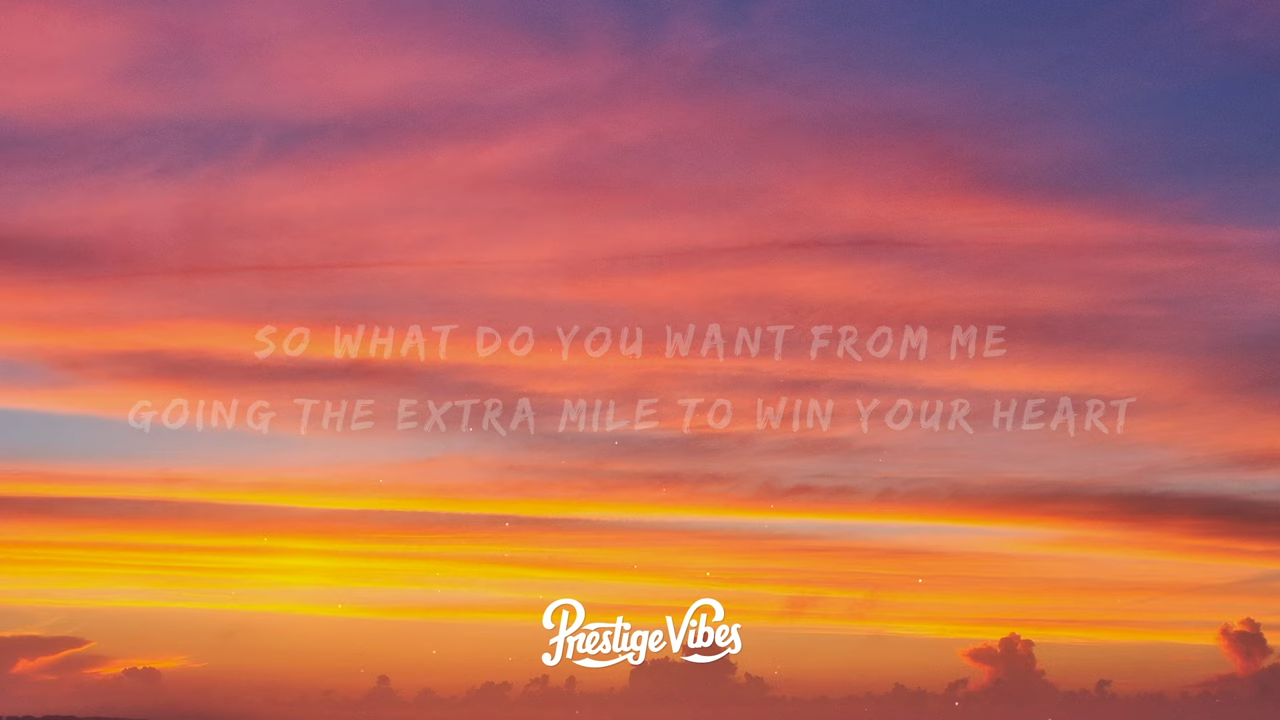 SO WHAT DO YOU WANT FROM ME
GOING THE EXTRA MILE TO WIN YOUR HEART
Prestige Vibes